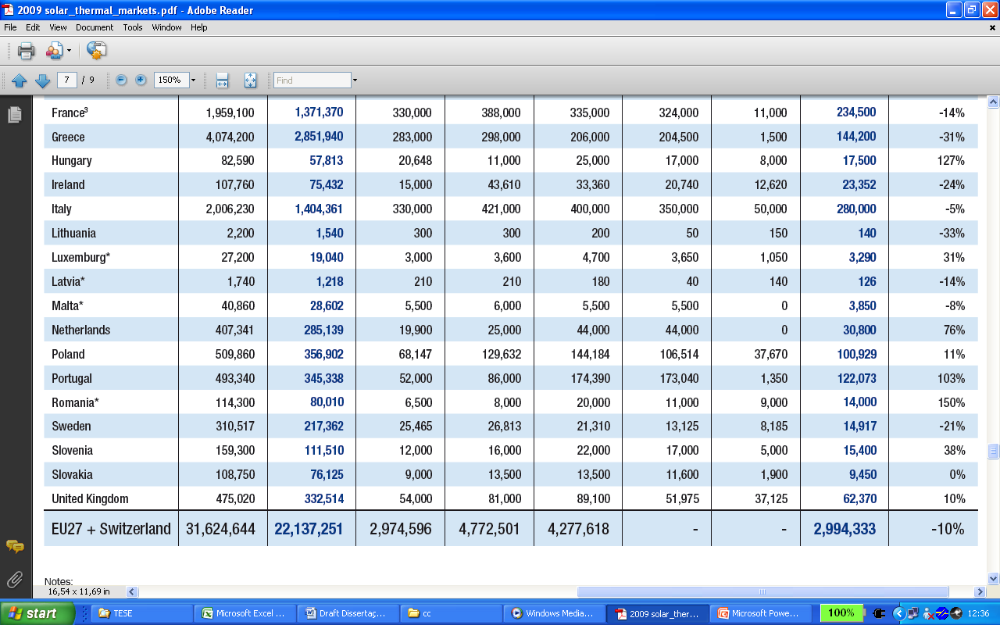 2009 solar_thermal_markets.pdf - Adobe Reader
File Edit View Document Tools Window Help
7 / 9 150% Find
France³ 1,959,100 1,371,370 330,000 388,000 335,000 324,000 11,000 234,500 -14%
Greece 4,074,200 2,851,940 283,000 298,000 206,000 204,500 1,500 144,200 -31%
Hungary 82,590 57,813 20,648 11,000 25,000 17,000 8,000 17,500 127%
Ireland 107,760 75,432 15,000 43,610 33,360 20,740 12,620 23,352 -24%
Italy 2,006,230 1,404,361 330,000 421,000 400,000 350,000 50,000 280,000 -5%
Lithuania 2,200 1,540 300 300 200 50 150 140 -33%
Luxemburg* 27,200 19,040 3,000 3,600 4,700 3,650 1,050 3,290 31%
Latvia* 1,740 1,218 210 210 180 40 140 126 -14%
Malta* 40,860 28,602 5,500 6,000 5,500 5,500 0 3,850 -8%
Netherlands 407,341 285,139 19,900 25,000 44,000 44,000 0 30,800 76%
Poland 509,860 356,902 68,147 129,632 144,184 106,514 37,670 100,929 11%
Portugal 493,340 345,338 52,000 86,000 174,390 173,040 1,350 122,073 103%
Romania* 114,300 80,010 6,500 8,000 20,000 11,000 9,000 14,000 150%
Sweden 310,517 217,362 25,465 26,813 21,310 13,125 8,185 14,917 -21%
Slovenia 159,300 111,510 12,000 16,000 22,000 17,000 5,000 15,400 38%
Slovakia 108,750 76,125 9,000 13,500 13,500 11,600 1,900 9,450 0%
United Kingdom 475,020 332,514 54,000 81,000 89,100 51,975 37,125 62,370 10%
EU27 + Switzerland 31,624,644 22,137,251 2,974,596 4,772,501 4,277,618 - - 2,994,333 -10%
Notes:
16,54 x 11,69 in
start TESE Microsoft Excel ... Draft Dissertaç... cc Windows Media... 2009 solar_ther... Microsoft Powe... 100% 12:36